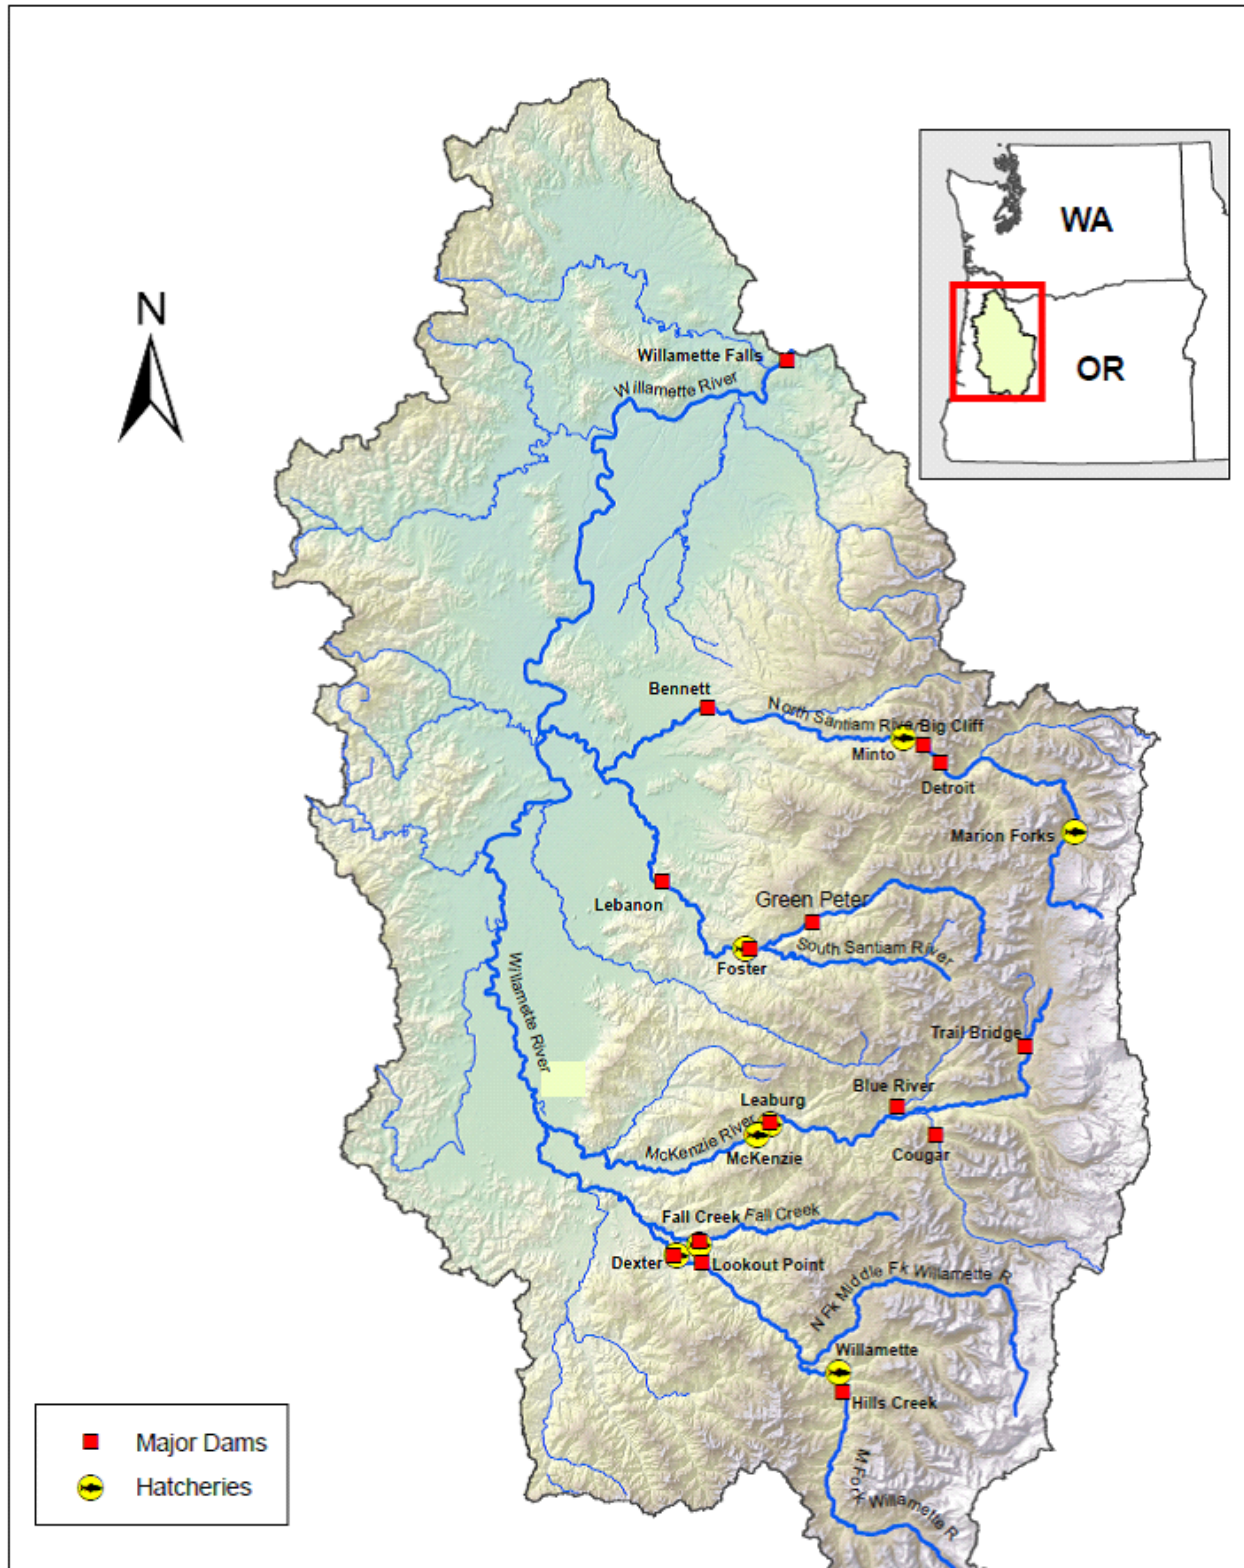 WA
N
OR
Willamette Falls
Willamette River
Bennett
North Santiam River
Big Cliff
Minto
Detroit
Marion Forks
Green Peter
Lebanon
South Santiam River
Foster
Willamette River
Trail Bridge
Blue River
Leaburg
McKenzie River
McKenzie
Cougar
Fall Creek
Fall Creek
Dexter
Lookout Point
N Fk Middle Fk Willamette R
Willamette
Hills Creek
M Fork Willamette R
Major Dams
Hatcheries